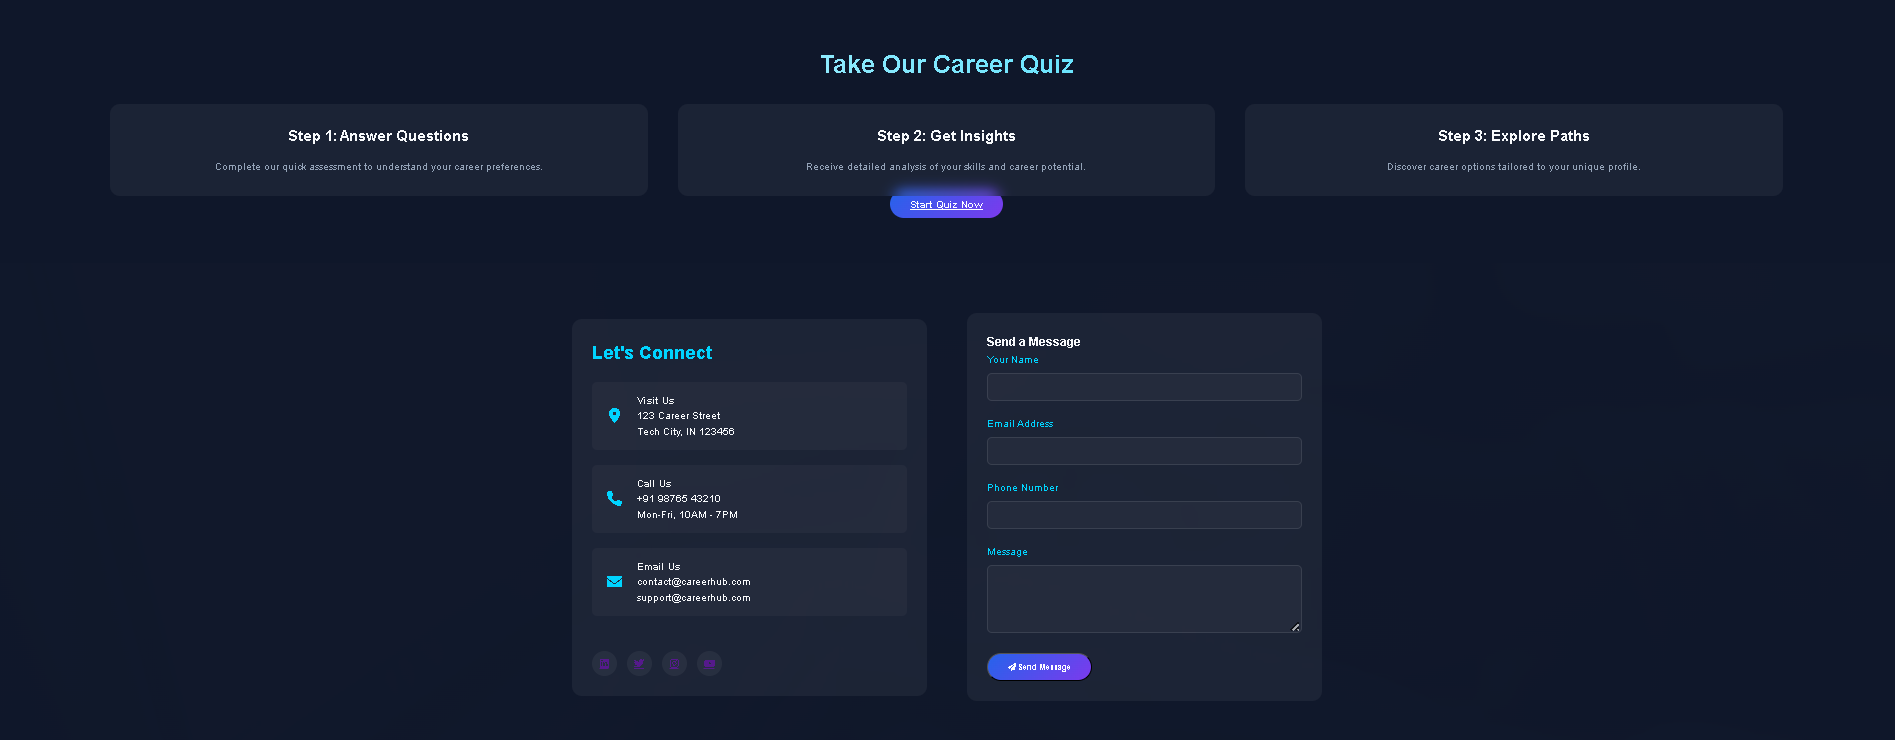 Take Our Career Quiz
Step 1: Answer Questions
Complete our quick assessment to understand your career preferences.
Step 2: Get Insights
Receive detailed analysis of your skills and career potential.
Step 3: Explore Paths
Discover career options tailored to your unique profile.
Start Quiz Now
Let's Connect
Visit Us
123 Career Street
Tech City, IN 123456
Call Us
+91 98765 43210
Mon-Fri, 10AM - 7PM
Email Us
contact@careerhub.com
support@careerhub.com
Send a Message
Your Name
Email Address
Phone Number
Message
Send Message